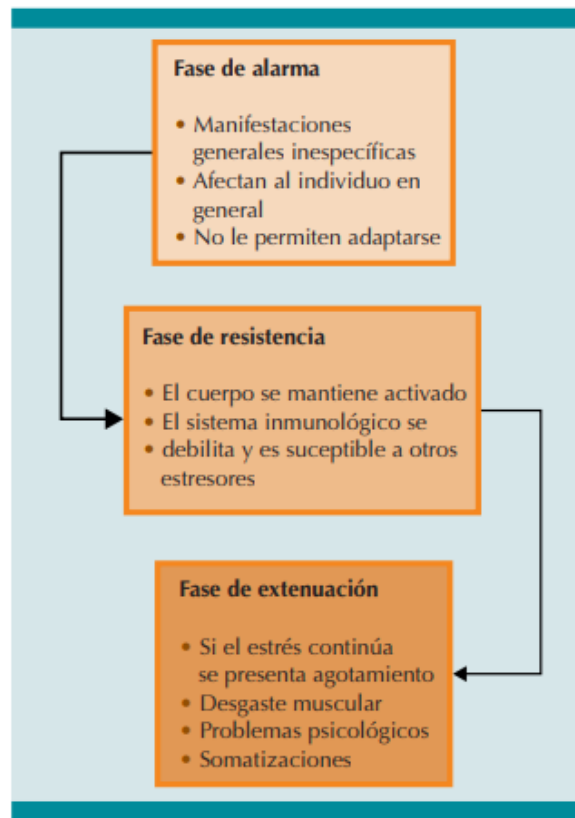 Fase de alarma
• Manifestaciones
generales inespecíficas
• Afectan al individuo en
general
• No le permiten adaptarse
Fase de resistencia
• El cuerpo se mantiene activado
• El sistema inmunológico se
• debilita y es suceptible a otros
estresores
Fase de extenuación
• Si el estrés continúa
se presenta agotamiento
• Desgaste muscular
• Problemas psicológicos
• Somatizaciones